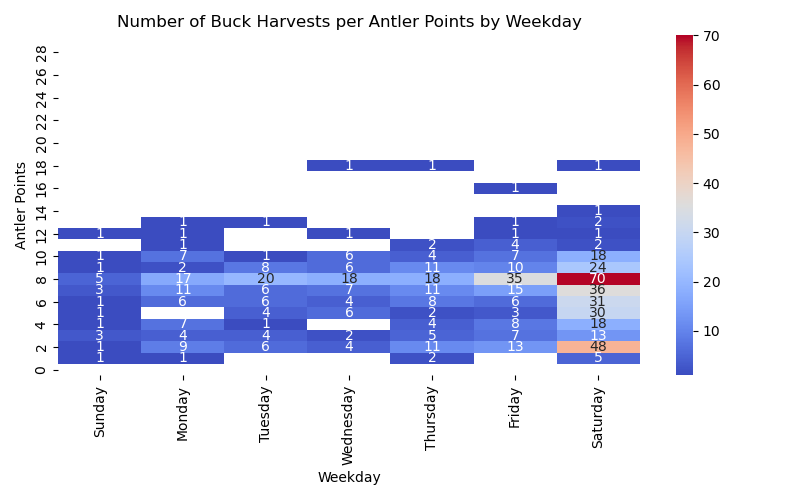 Number of Buck Harvests per Antler Points by Weekday
Antler Points
28
26
24
22
20
18 1 1 1
16 1
14 1
1 1 1 2
12 1 1 1 1 1
1 2 4 2
10 1 7 1 6 4 7 18
1 2 8 6 11 10 24
8 5 17 20 18 18 35 70
3 11 6 7 11 15 36
6 1 6 6 4 8 6 31
1 4 6 2 3 30
4 1 7 1 4 8 18
3 4 4 2 5 7 13
2 1 9 6 4 11 13 48
1 1 2 5
0
Sunday Monday Tuesday Wednesday Thursday Friday Saturday
Weekday
70
60
50
40
30
20
10